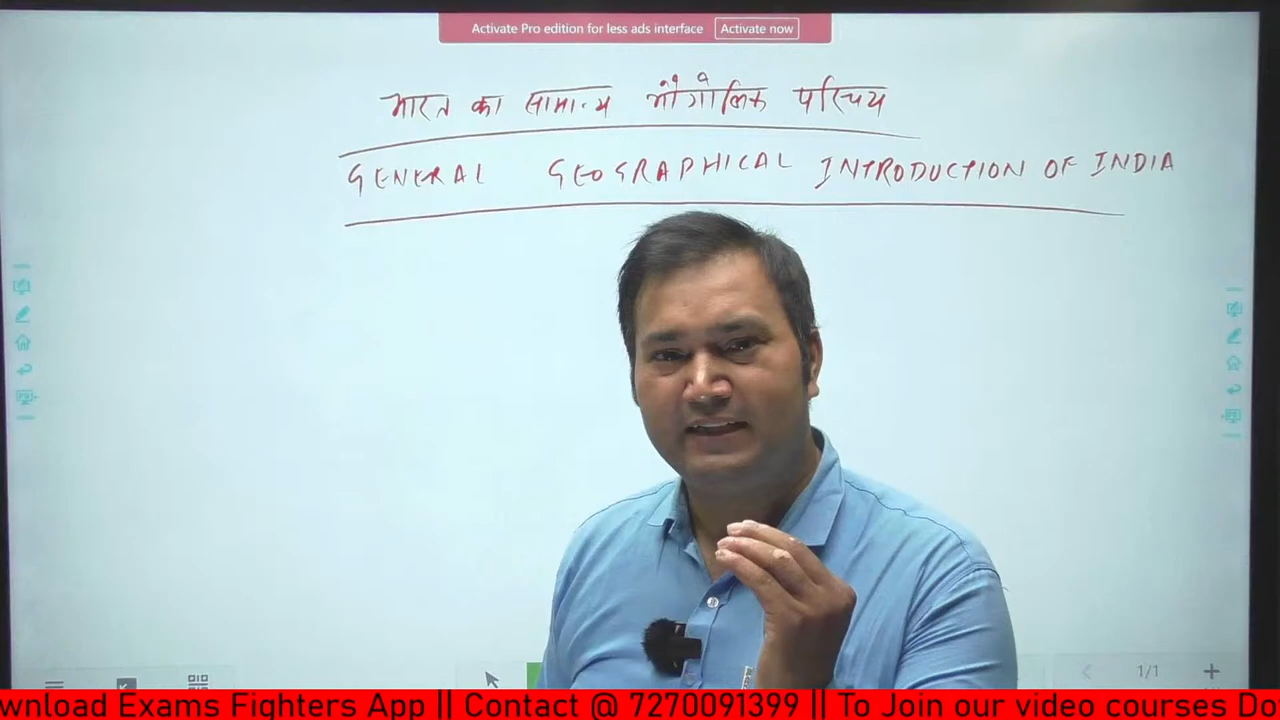 Activate Pro edition for less ads interface Activate now
भारत का सामान्य भौगोलिक परिचय
GENERAL GEOGRAPHICAL INTRODUCTION OF INDIA
1/1
wnload Exams Fighters App || Contact @ 7270091399 || To Join our video courses Do